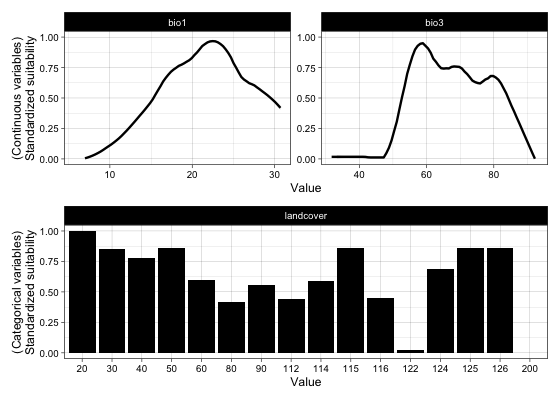 bio1
bio3
(Continuous variables)
Standardized suitability
1.00
0.75
0.50
0.25
0.00
10
20
30
1.00
0.75
0.50
0.25
0.00
40
60
80
Value
landcover
(Categorical variables)
Standardized suitability
1.00
0.75
0.50
0.25
0.00
20 30 40 50 60 80 90 112 114 115 116 122 124 125 126 200
Value